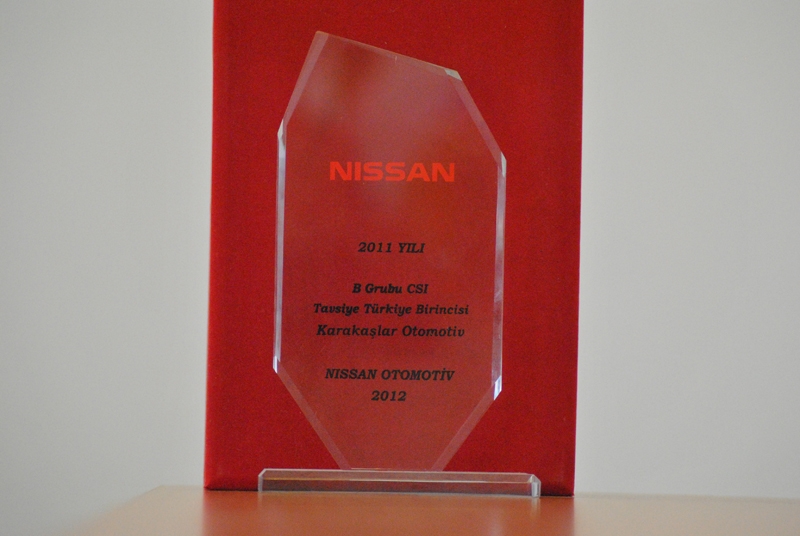 NISSAN
2011 YILI
B Grubu CSI
Tavsiye Türkiye Birincisi
Karakaşlar Otomotiv
NISSAN OTOMOTİV
2012